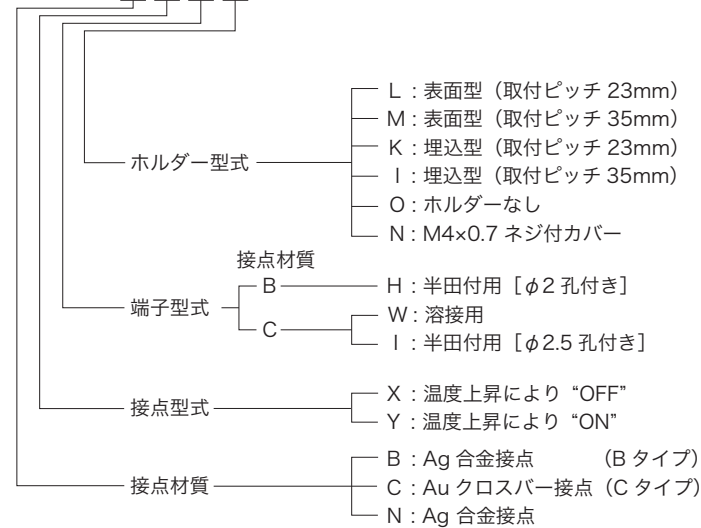 L：表面型（取付ピッチ 23mm）
M：表面型（取付ピッチ 35mm）
K：埋込型（取付ピッチ 23mm）
ホルダー型式
I：埋込型（取付ピッチ 35mm）
O：ホルダーなし
N：M4×0.7 ネジ付カバー
接点材質
B
H：半田付用［φ2 孔付き］
端子型式
W：溶接用
C
I：半田付用［φ2.5 孔付き］
X：温度上昇により “OFF”
接点型式
Y：温度上昇により “ON”
B：Ag 合金接点 （B タイプ）
接点材質
C：Au クロスバー接点（C タイプ）
N：Ag 合金接点